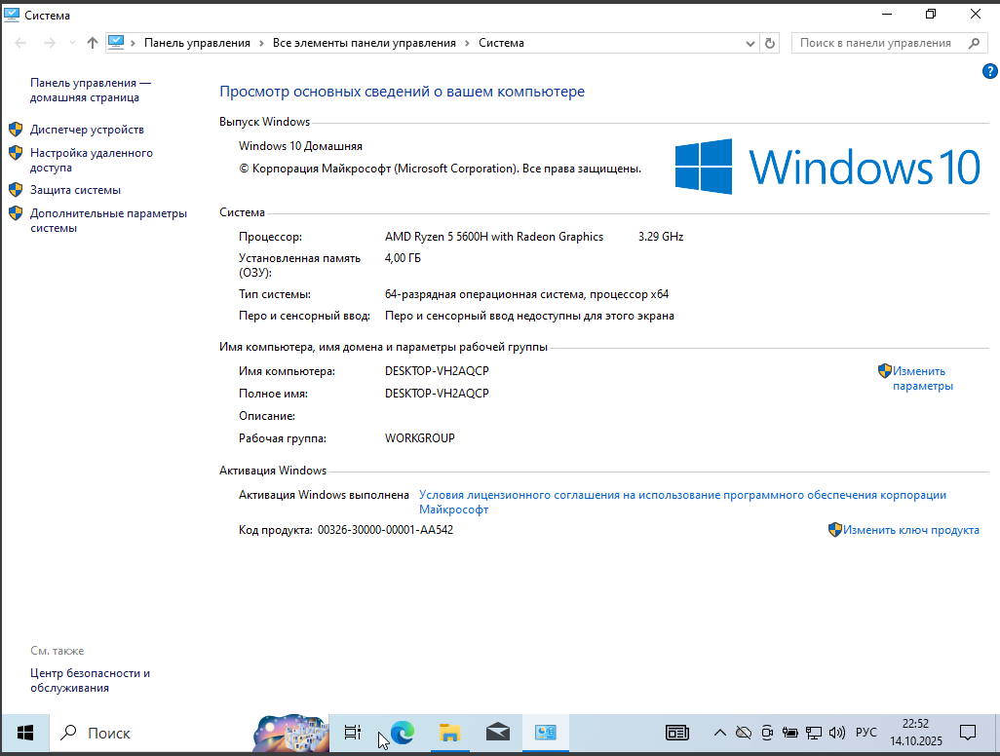 Система
Панель управления › Все элементы панели управления › Система
Поиск в панели управления
?
Панель управления —
домашняя страница
Диспетчер устройств
Настройка удаленного
доступа
Защита системы
Дополнительные параметры
системы
Просмотр основных сведений о вашем компьютере
Выпуск Windows
Windows 10 Домашняя
© Корпорация Майкрософт (Microsoft Corporation). Все права защищены.
Windows 10
Система
Процессор: AMD Ryzen 5 5600H with Radeon Graphics 3.29 GHz
Установленная память
(ОЗУ):
4,00 ГБ
Тип системы: 64-разрядная операционная система, процессор x64
Перо и сенсорный ввод: Перо и сенсорный ввод недоступны для этого экрана
Имя компьютера, имя домена и параметры рабочей группы
Имя компьютера: DESKTOP-VH2AQCP
Изменить
параметры
Полное имя: DESKTOP-VH2AQCP
Описание:
Рабочая группа: WORKGROUP
Активация Windows
Активация Windows выполнена Условия лицензионного соглашения на использование программного обеспечения корпорации
Майкрософт
Код продукта: 00326-30000-00001-AA542
Изменить ключ продукта
См. также
Центр безопасности и
обслуживания
Поиск
РУС
22:52
14.10.2025